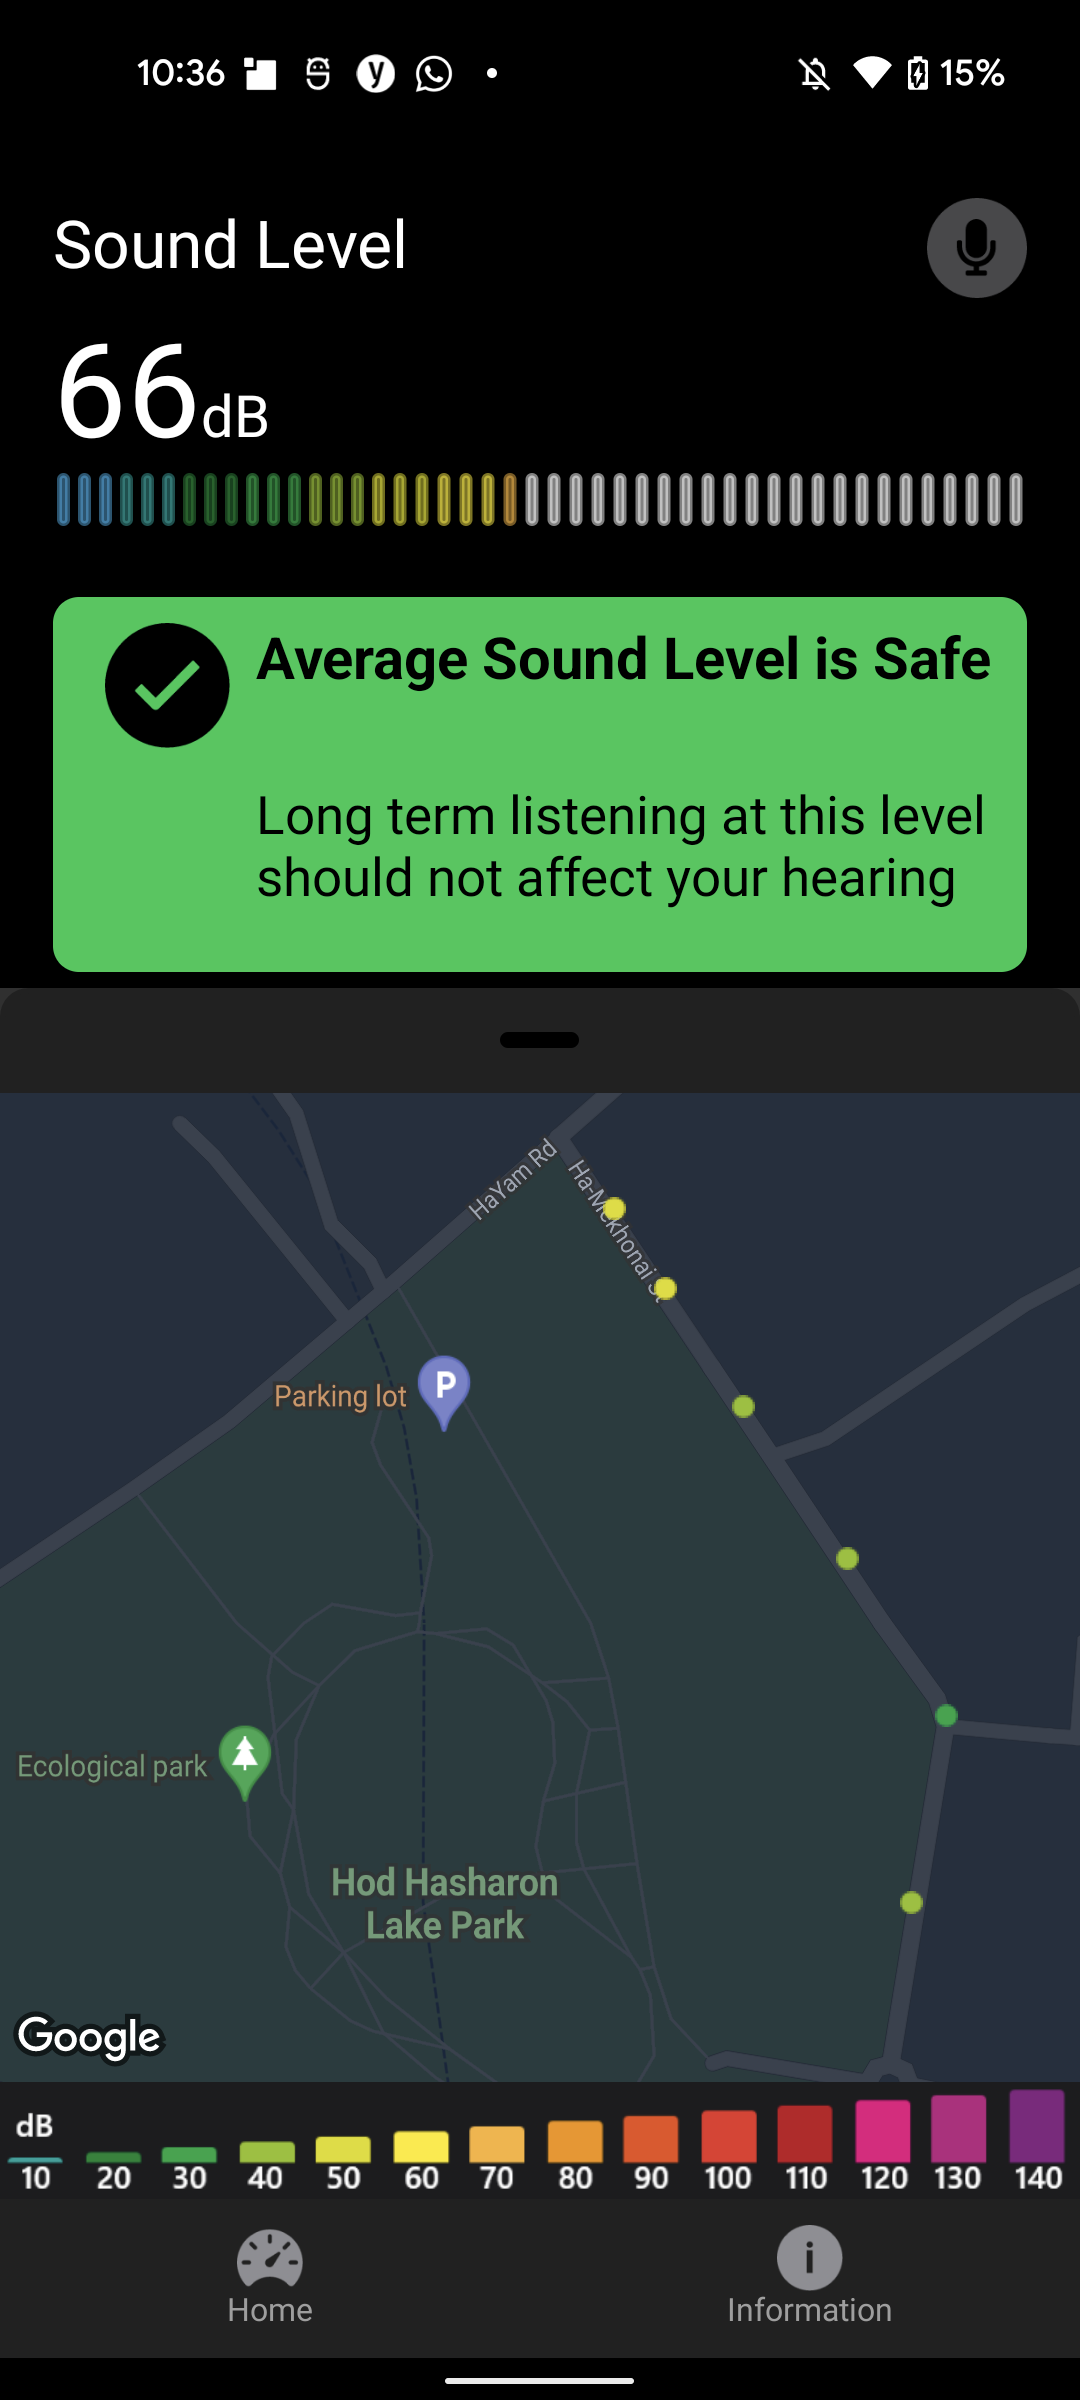 10:36
15%
Sound Level
66dB
Average Sound Level is Safe
Long term listening at this level
should not affect your hearing
HaYam Rd
Ha-Mekhonai St
P
Parking lot
Ecological park
Hod Hasharon
Lake Park
Google
dB
10 20 30 40 50 60 70 80 90 100 110 120 130 140
Home
Information